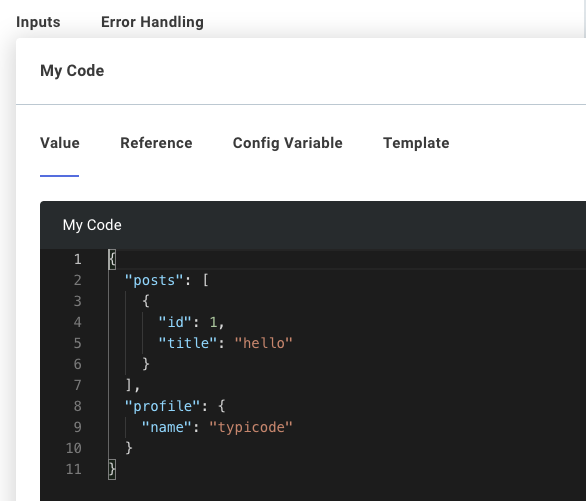 Inputs Error Handling
My Code
Value Reference Config Variable Template
My Code
1 {
2   "posts": [
3     {
4       "id": 1,
5       "title": "hello"
6     }
7   ],
8   "profile": {
9     "name": "typicode"
10   }
11 }